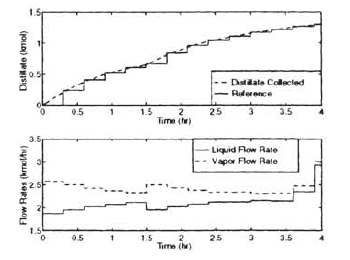 Distillate (kmol)
1.5
1
0.5
0
Distillate Collected
Reference
0 0.5 1 1.5 2 2.5 3 3.5 4
Time (hr)
Flow Rates (kmol/hr)
3.5
3
2.5
2
1.5
Liquid Flow Rate
Vapor Flow Rate
0 0.5 1 1.5 2 2.5 3 3.5 4
Time (hr)